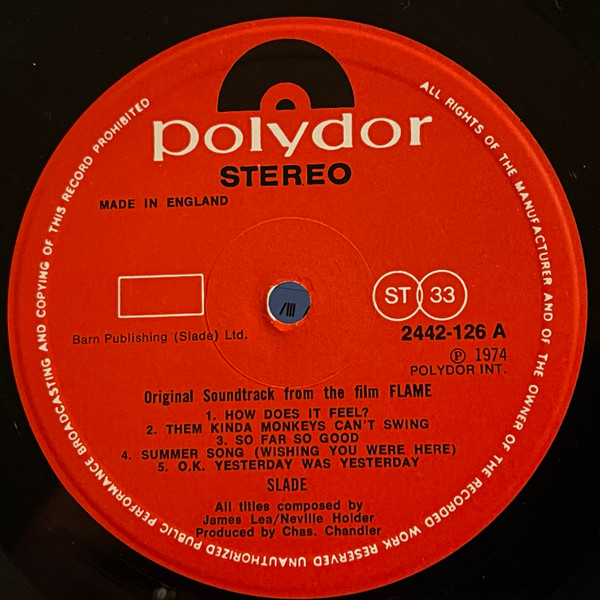 polydor
STEREO
MADE IN ENGLAND
ST 33
Barn Publishing (Slade) Ltd.
2442-126 A
Ⓟ 1974
POLYDOR INT.
Original Soundtrack from the film FLAME
1. HOW DOES IT FEEL?
2. THEM KINDA MONKEYS CAN'T SWING
3. SO FAR SO GOOD
4. SUMMER SONG (WISHING YOU WERE HERE)
5. O.K. YESTERDAY WAS YESTERDAY
SLADE
All titles composed by
James Lea/Neville Holder
Produced by Chas. Chandler
ALL RIGHTS OF THE MANUFACTURER AND OF THE OWNER OF THE RECORDED WORK RESERVED UNAUTHORIZED PUBLIC PERFORMANCE BROADCASTING AND COPYING OF THIS RECORD PROHIBITED